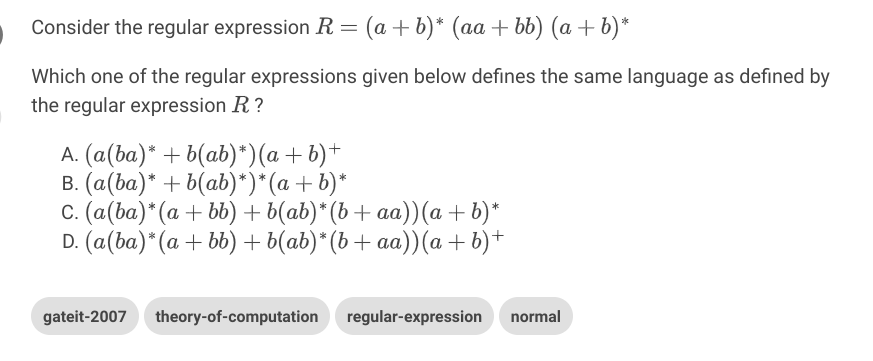 Consider the regular expression R = (a + b)* (aa + bb) (a + b)*
Which one of the regular expressions given below defines the same language as defined by
the regular expression R ?
A. (a(ba)* + b(ab)*)(a + b)+
B. (a(ba)* + b(ab)*)*(a + b)*
C. (a(ba)*(a + bb) + b(ab)*(b + aa))(a + b)*
D. (a(ba)*(a + bb) + b(ab)*(b + aa))(a + b)+
gateit-2007 theory-of-computation regular-expression normal